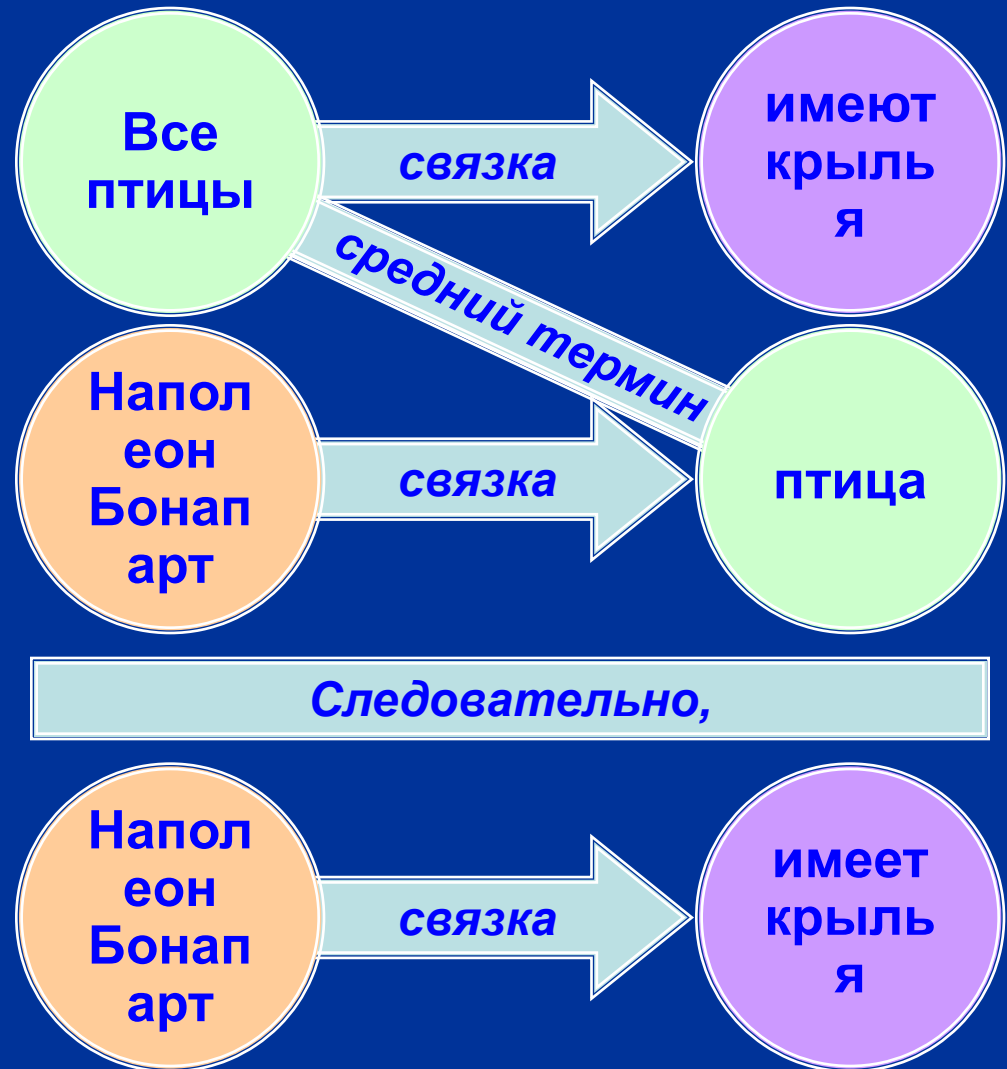 Все
птицы
связка
имеют
крыль
я
средний термин
Напол
еон
Бонап
арт
связка
птица
Следовательно,
Напол
еон
Бонап
арт
связка
имеет
крыль
я